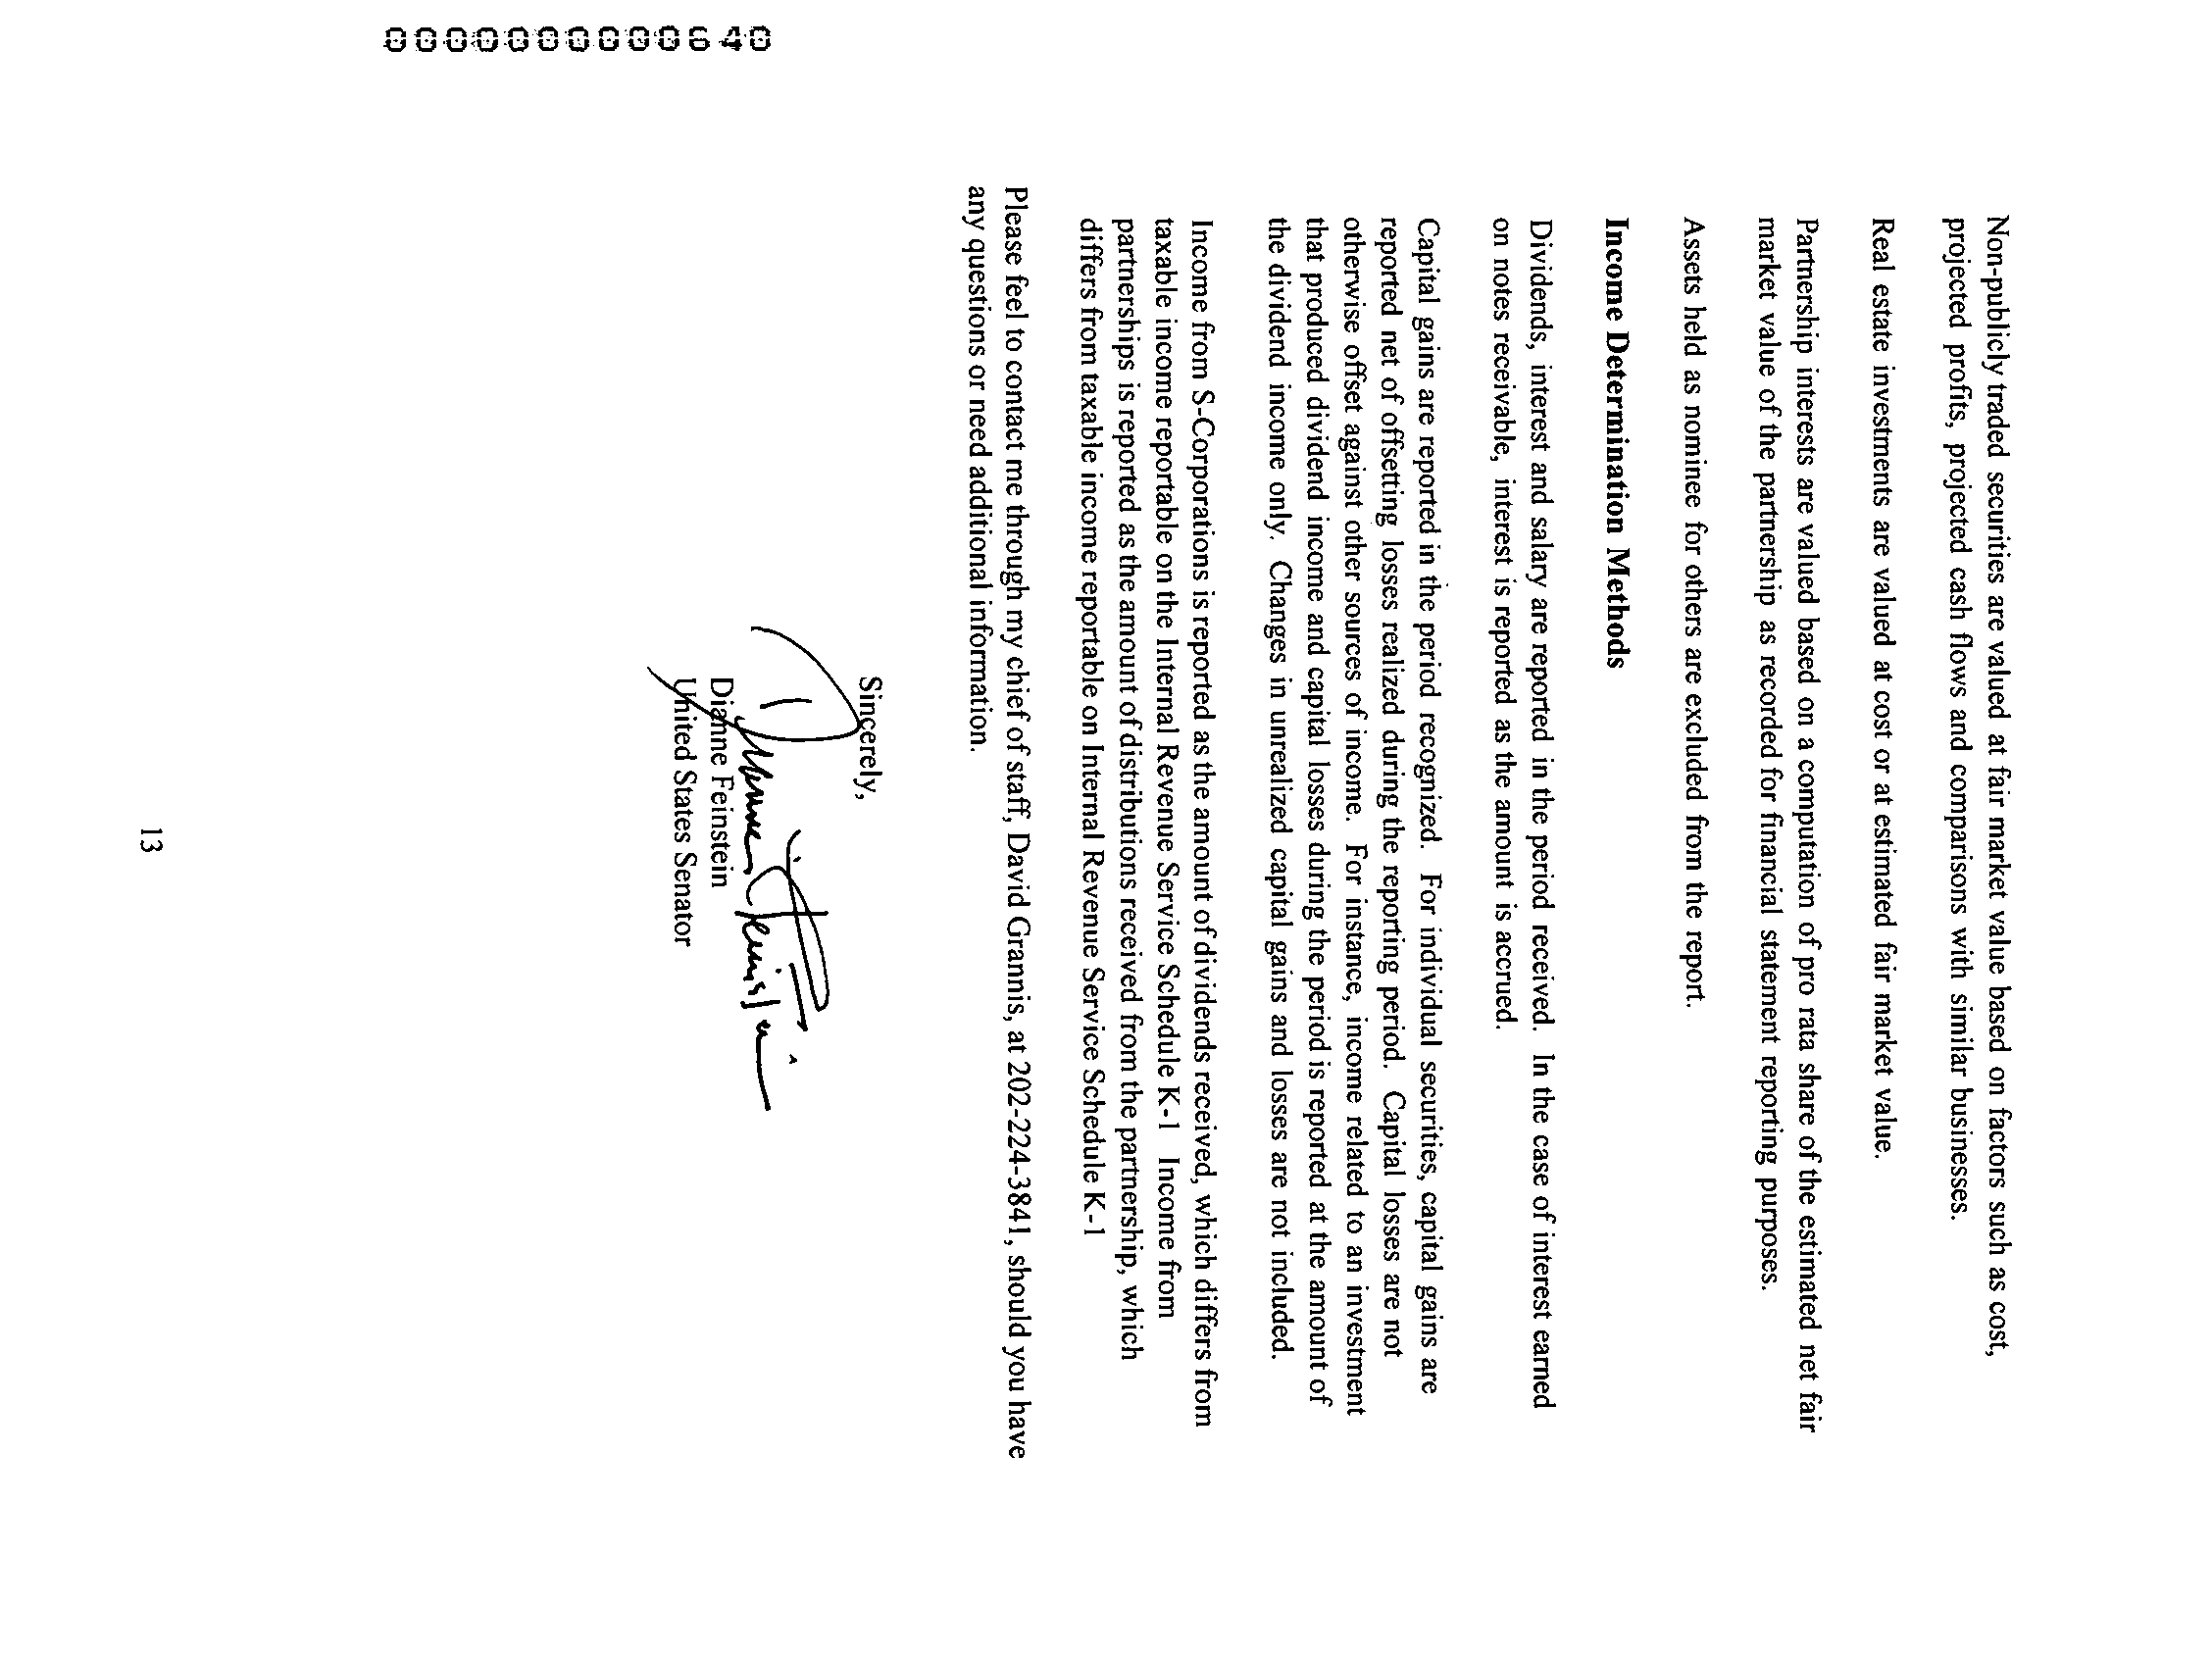 Non-publicly traded securities are valued at fair market value based on factors such as cost,
projected profits, projected cash flows and comparisons with similar businesses.
Real estate investments are valued at cost or at estimated fair market value.
Partnership interests are valued based on a computation of pro rata share of the estimated net fair
market value of the partnership as recorded for financial statement reporting purposes.
Assets held as nominee for others are excluded from the report.
Income Determination Methods
Dividends, interest and salary are reported in the period received. In the case of interest earned
on notes receivable, interest is reported as the amount is accrued.
Capital gains are reported in the period recognized. For individual securities, capital gains are
reported net of offsetting losses realized during the reporting period. Capital losses are not
otherwise offset against other sources of income. For instance, income related to an investment
that produced dividend income and capital losses during the period is reported at the amount of
the dividend income only. Changes in unrealized capital gains and losses are not included.
Income from S-Corporations is reported as the amount of dividends received, which differs from
taxable income reportable on the Internal Revenue Service Schedule K-1 Income from
partnerships is reported as the amount of distributions received from the partnership, which
differs from taxable income reportable on Internal Revenue Service Schedule K-1
Please feel to contact me through my chief of staff, David Grannis, at 202-224-3841, should you have
any questions or need additional information.
Sincerely,
Dianne Feinstein
Dianne Feinstein
United States Senator
13
0000000000640